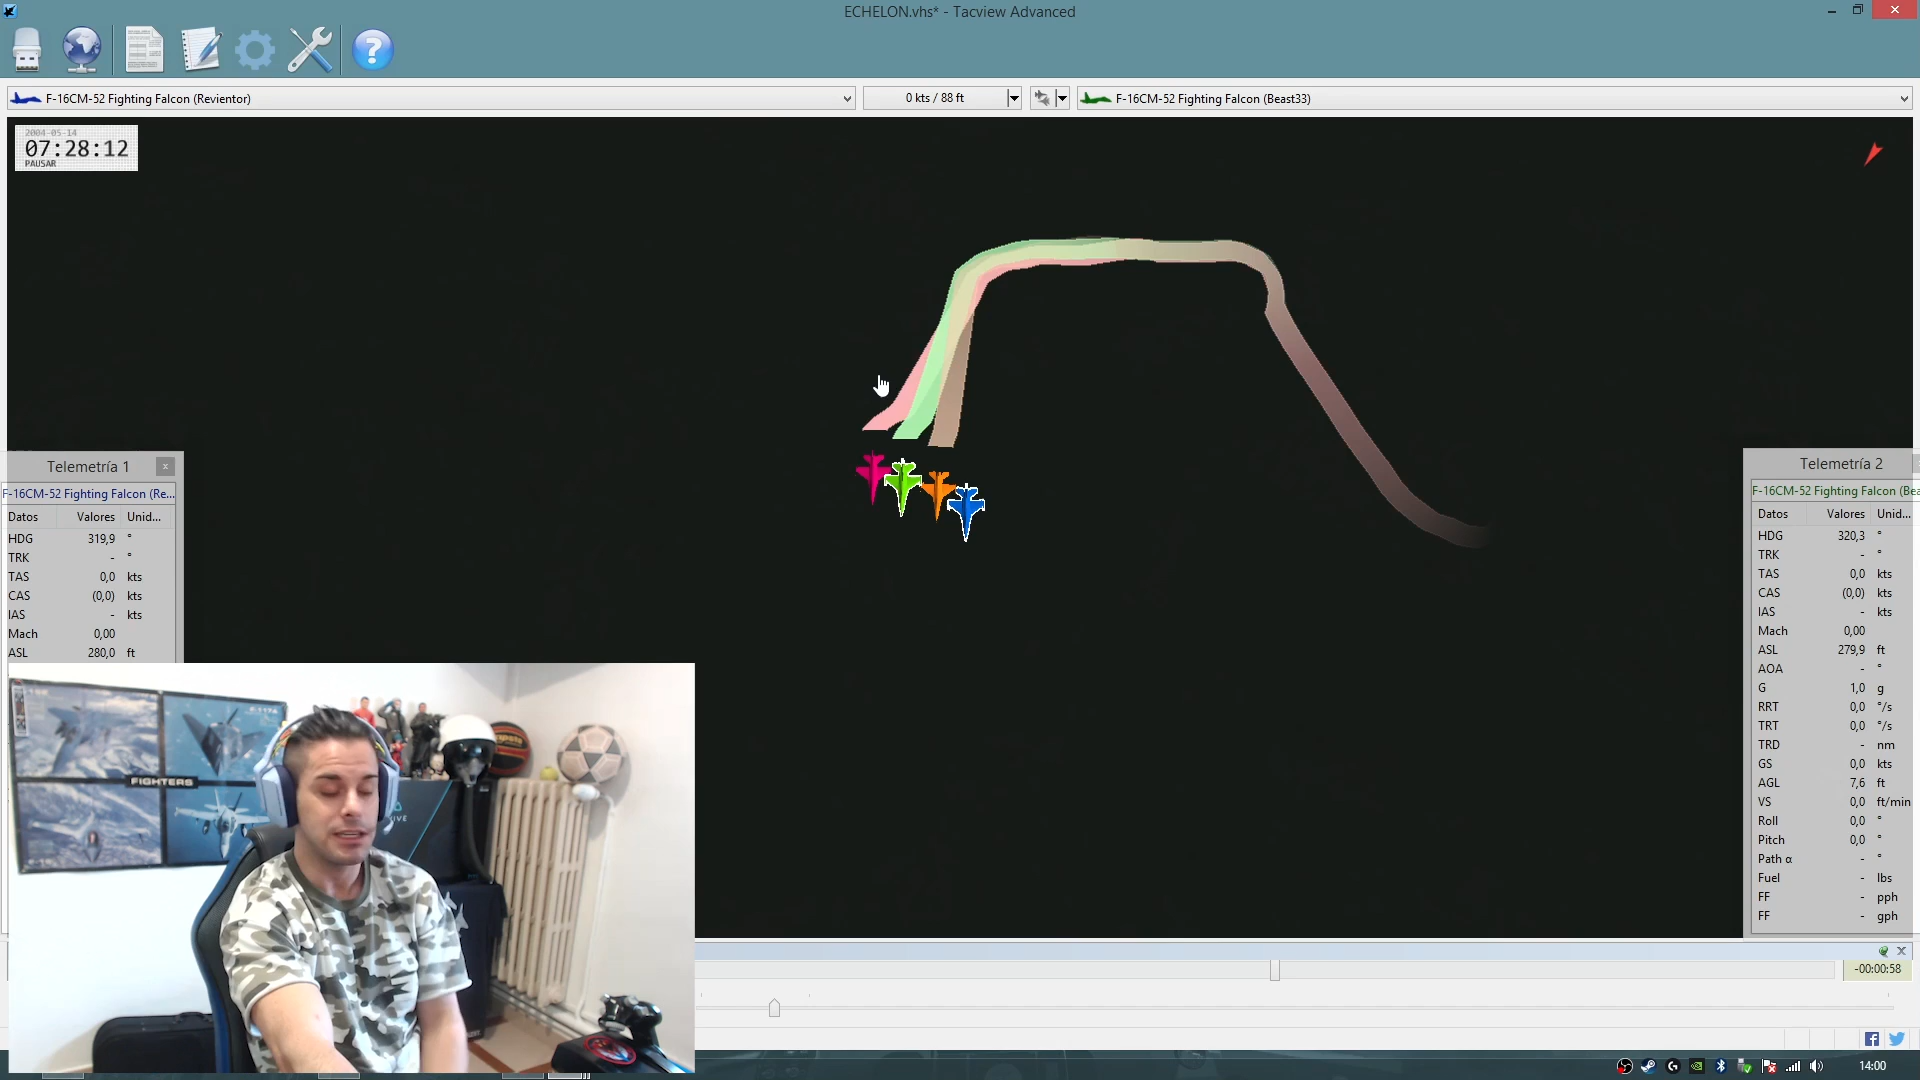 ECHELON.vhs* - Tacview Advanced
F-16CM-52 Fighting Falcon (Revientor)
0 kts / 88 ft
F-16CM-52 Fighting Falcon (Beast33)
2004-05-14
07:28:12
PAUSAR
Telemetría 1
F-16CM-52 Fighting Falcon (Re...
Datos Valores Unid...
HDG 319,9 °
TRK - °
TAS 0,0 kts
CAS (0,0) kts
IAS - kts
Mach 0,00
ASL 280,0 ft
Telemetría 2
F-16CM-52 Fighting Falcon (Bea
Datos Valores Unid...
HDG 320,3 °
TRK - °
TAS 0,0 kts
CAS (0,0) kts
IAS - kts
Mach 0,00
ASL 279,9 ft
AOA - °
G 1,0 g
RRT 0,0 °/s
TRT 0,0 °/s
TRD - nm
GS 0,0 kts
AGL 7,6 ft
VS 0,0 ft/min
Roll 0,0 °
Pitch 0,0 °
Path α - °
Fuel - lbs
FF - pph
FF - gph
FIGHTERS
F-117A
VIVE
-00:00:58
14:00